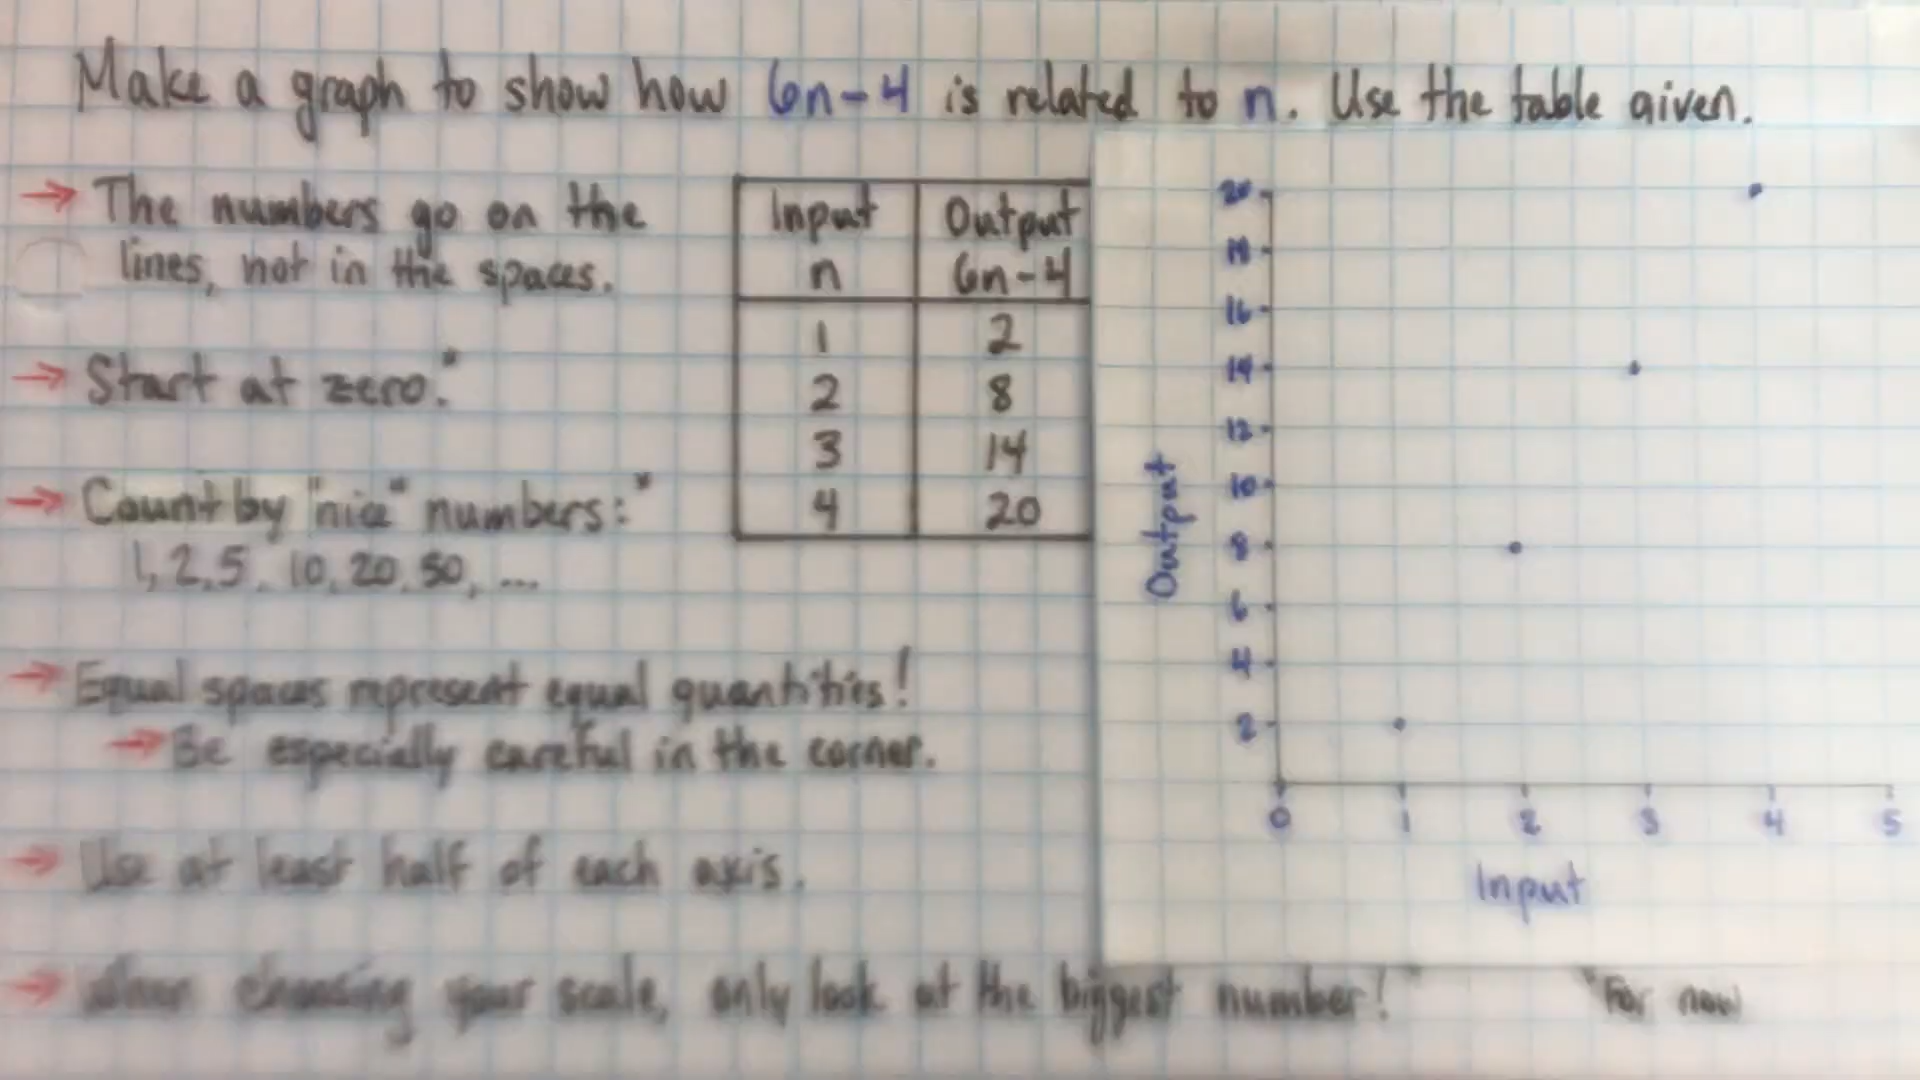 Make a graph to show how 6n-4 is related to n. Use the table given.
→ The numbers go on the
lines, not in the spaces.
→ Start at zero.*
→ Count by "nice" numbers:*
1, 2, 5, 10, 20, 50, ...
→ Equal spaces represent equal quantities!
→ Be especially careful in the corner.
→ Use at least half of each axis.
→ When choosing your scale, only look at the biggest number!*
*For now
Input Output
n 6n-4
1 2
2 8
3 14
4 20
Output
20
18
16
14
12
10
8
6
4
2
0 1 2 3 4 5
Input